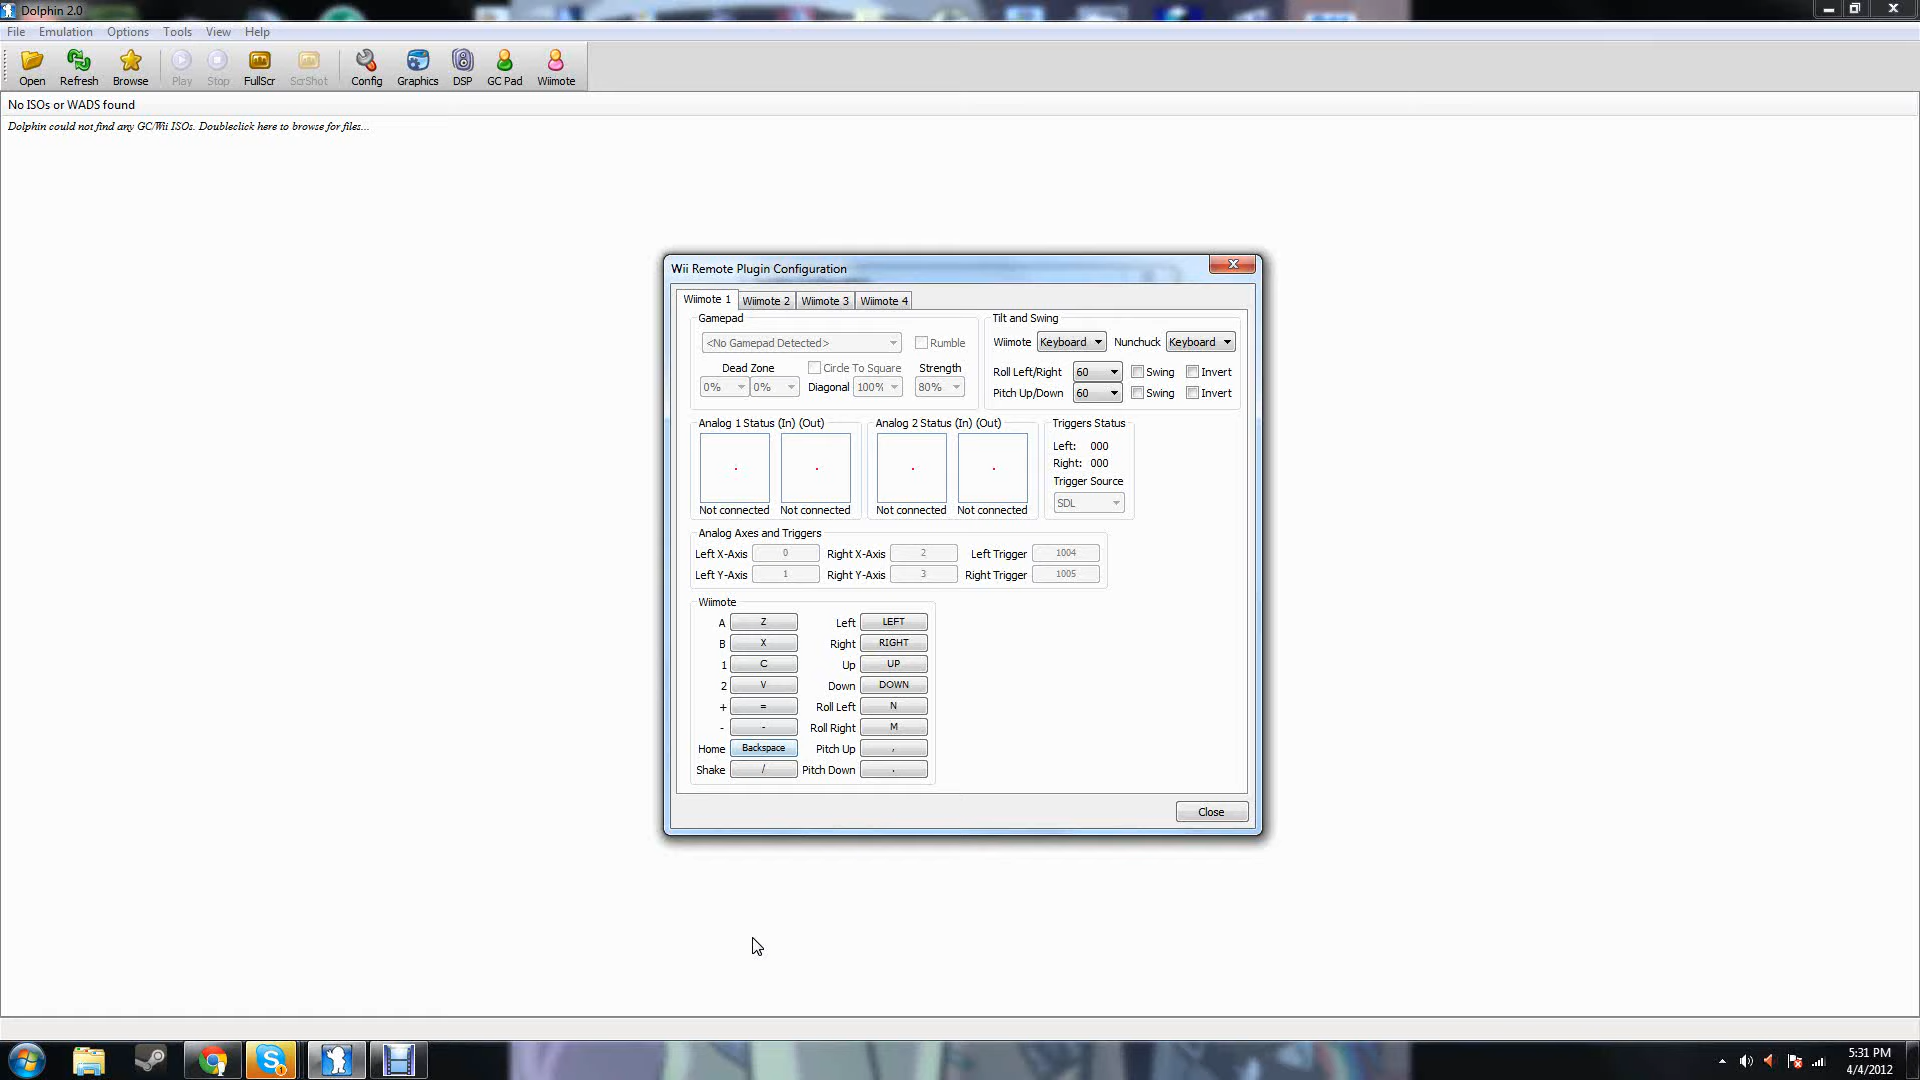 Dolphin 2.0
File Emulation Options Tools View Help
Open Refresh Browse Play Stop FullScr ScrShot Config Graphics DSP GC Pad Wiimote
No ISOs or WADS found
Dolphin could not find any GC/Wii ISOs. Doubleclick here to browse for files...
Wii Remote Plugin Configuration
Wiimote 1 Wiimote 2 Wiimote 3 Wiimote 4
Gamepad
<No Gamepad Detected> Rumble
Dead Zone Circle To Square Strength
0% 0% Diagonal 100% 80%
Tilt and Swing
Wiimote Keyboard Nunchuck Keyboard
Roll Left/Right 60 Swing Invert
Pitch Up/Down 60 Swing Invert
Analog 1 Status (In) (Out)
Not connected Not connected
Analog 2 Status (In) (Out)
Not connected Not connected
Triggers Status
Left: 000
Right: 000
Trigger Source
SDL
Analog Axes and Triggers
Left X-Axis 0 Right X-Axis 2 Left Trigger 1004
Left Y-Axis 1 Right Y-Axis 3 Right Trigger 1005
Wiimote
A Z Left LEFT
B X Right RIGHT
1 C Up UP
2 V Down DOWN
+ = Roll Left N
- - Roll Right M
Home Backspace Pitch Up ,
Shake / Pitch Down .
Close
5:31 PM
4/4/2012